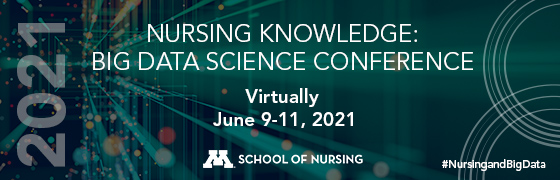 2021
NURSING KNOWLEDGE:
BIG DATA SCIENCE CONFERENCE
Virtually
June 9-11, 2021
M SCHOOL OF NURSING
#NursingandBigData